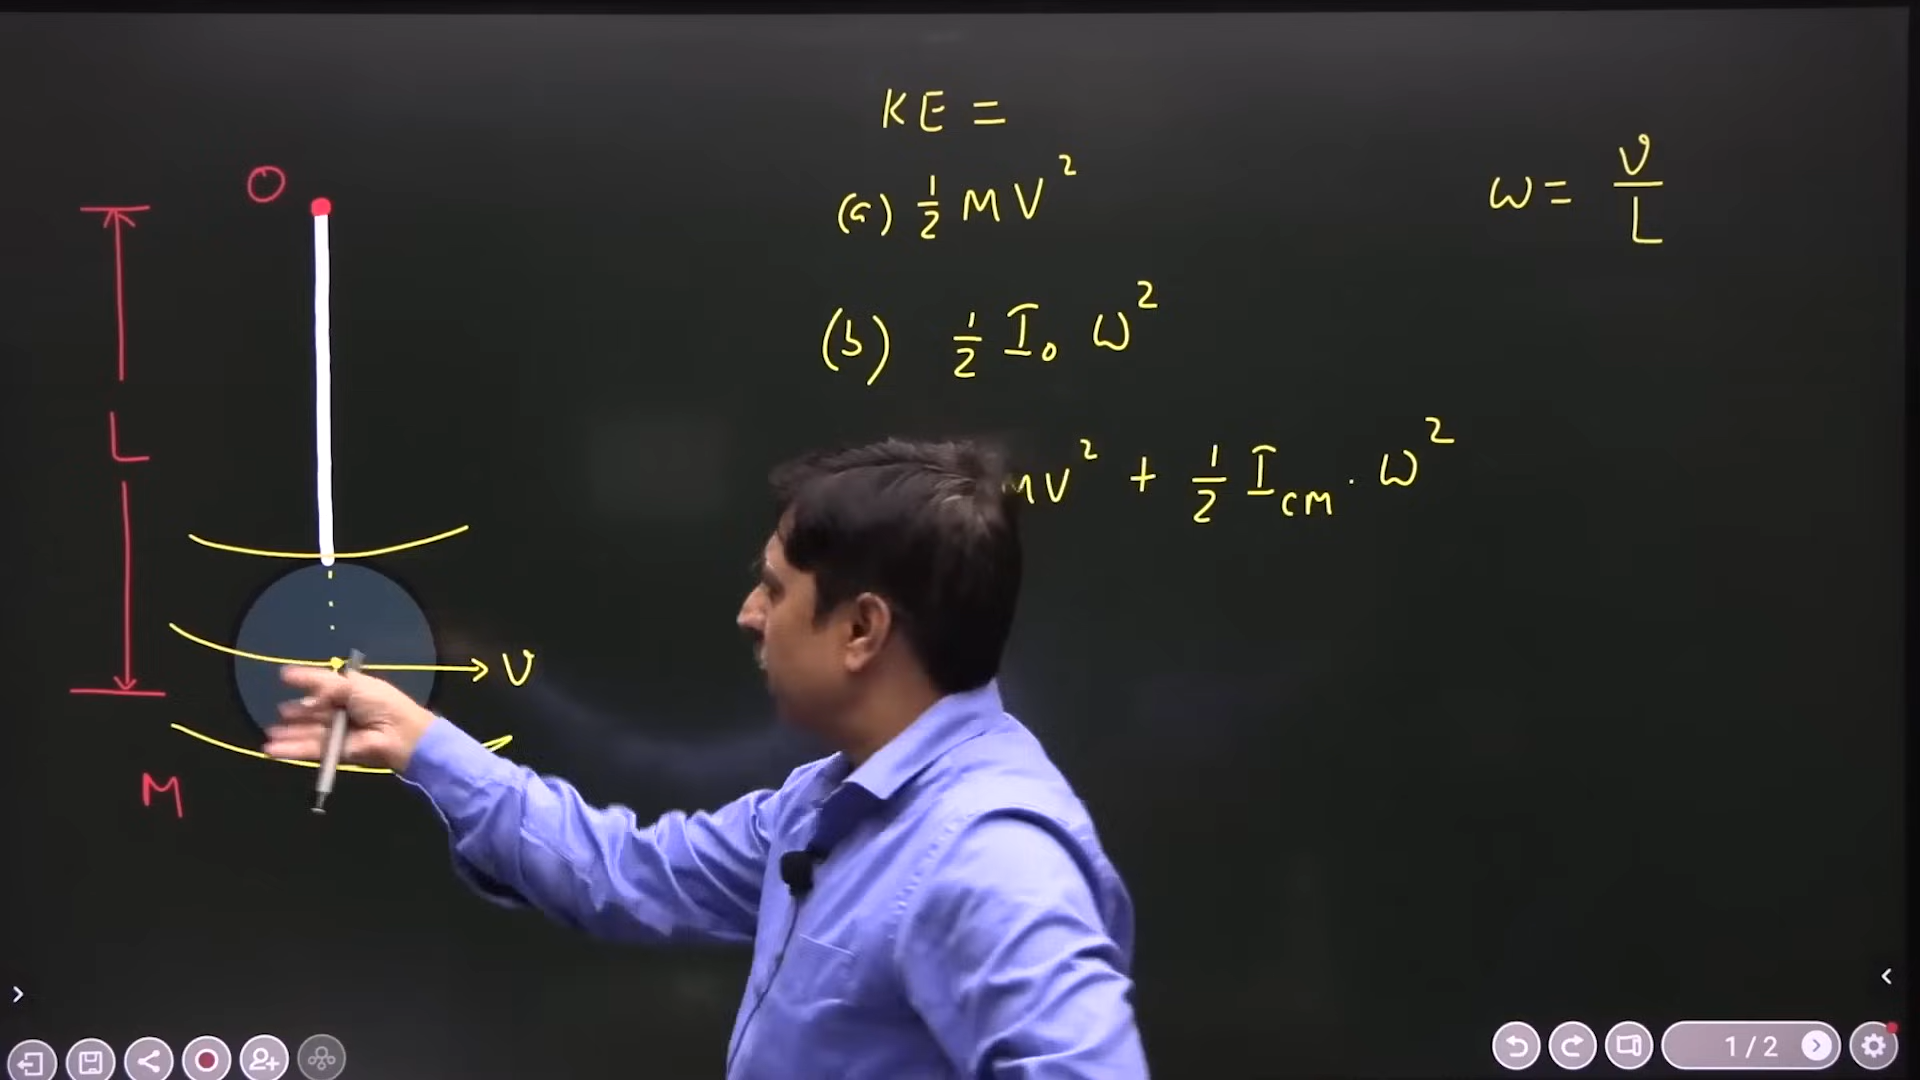 KE =
(a) 1/2 MV²
ω = v/L
(b) 1/2 I₀ ω²
MV² + 1/2 I_CM · ω²
O
L
v
M
1 / 2